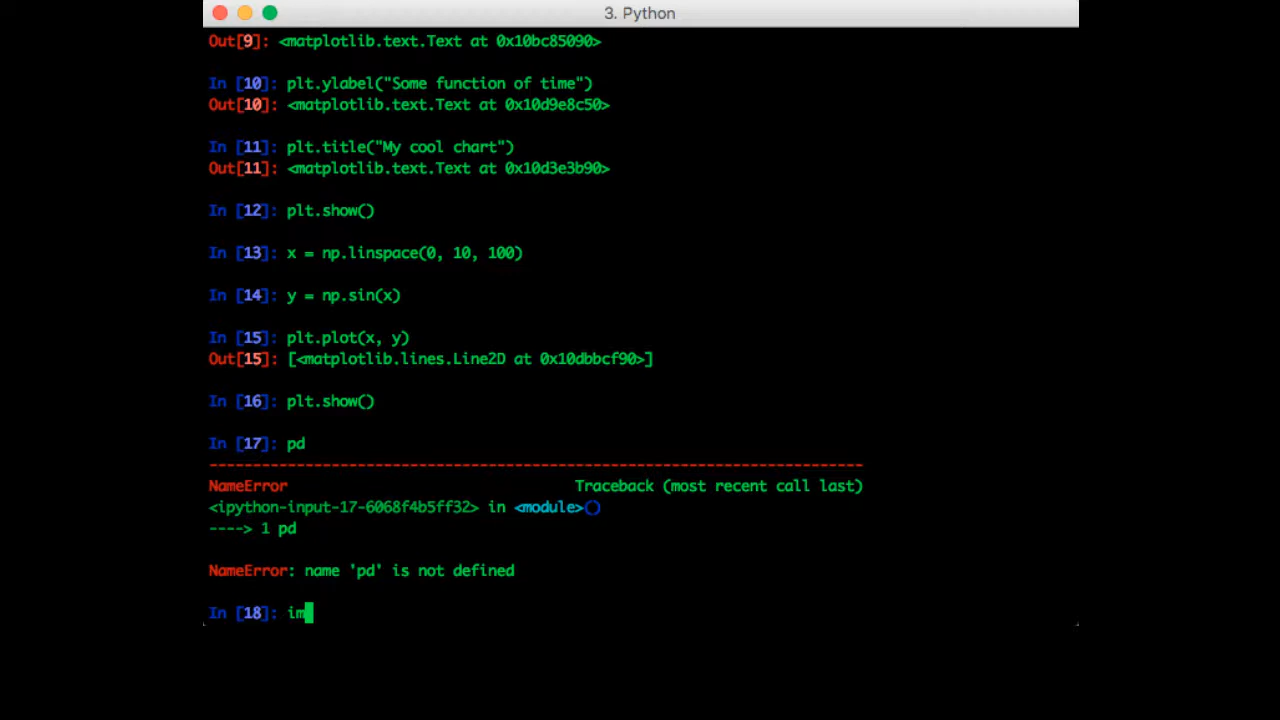 3. Python
Out[9]: <matplotlib.text.Text at 0x10bc85090>
In [10]: plt.ylabel("Some function of time")
Out[10]: <matplotlib.text.Text at 0x10d9e8c50>
In [11]: plt.title("My cool chart")
Out[11]: <matplotlib.text.Text at 0x10d3e3b90>
In [12]: plt.show()
In [13]: x = np.linspace(0, 10, 100)
In [14]: y = np.sin(x)
In [15]: plt.plot(x, y)
Out[15]: [<matplotlib.lines.Line2D at 0x10dbbcf90>]
In [16]: plt.show()
In [17]: pd
---------------------------------------------------------------------------
NameError                                 Traceback (most recent call last)
<ipython-input-17-6068f4b5ff32> in <module>()
----> 1 pd
NameError: name 'pd' is not defined
In [18]: im